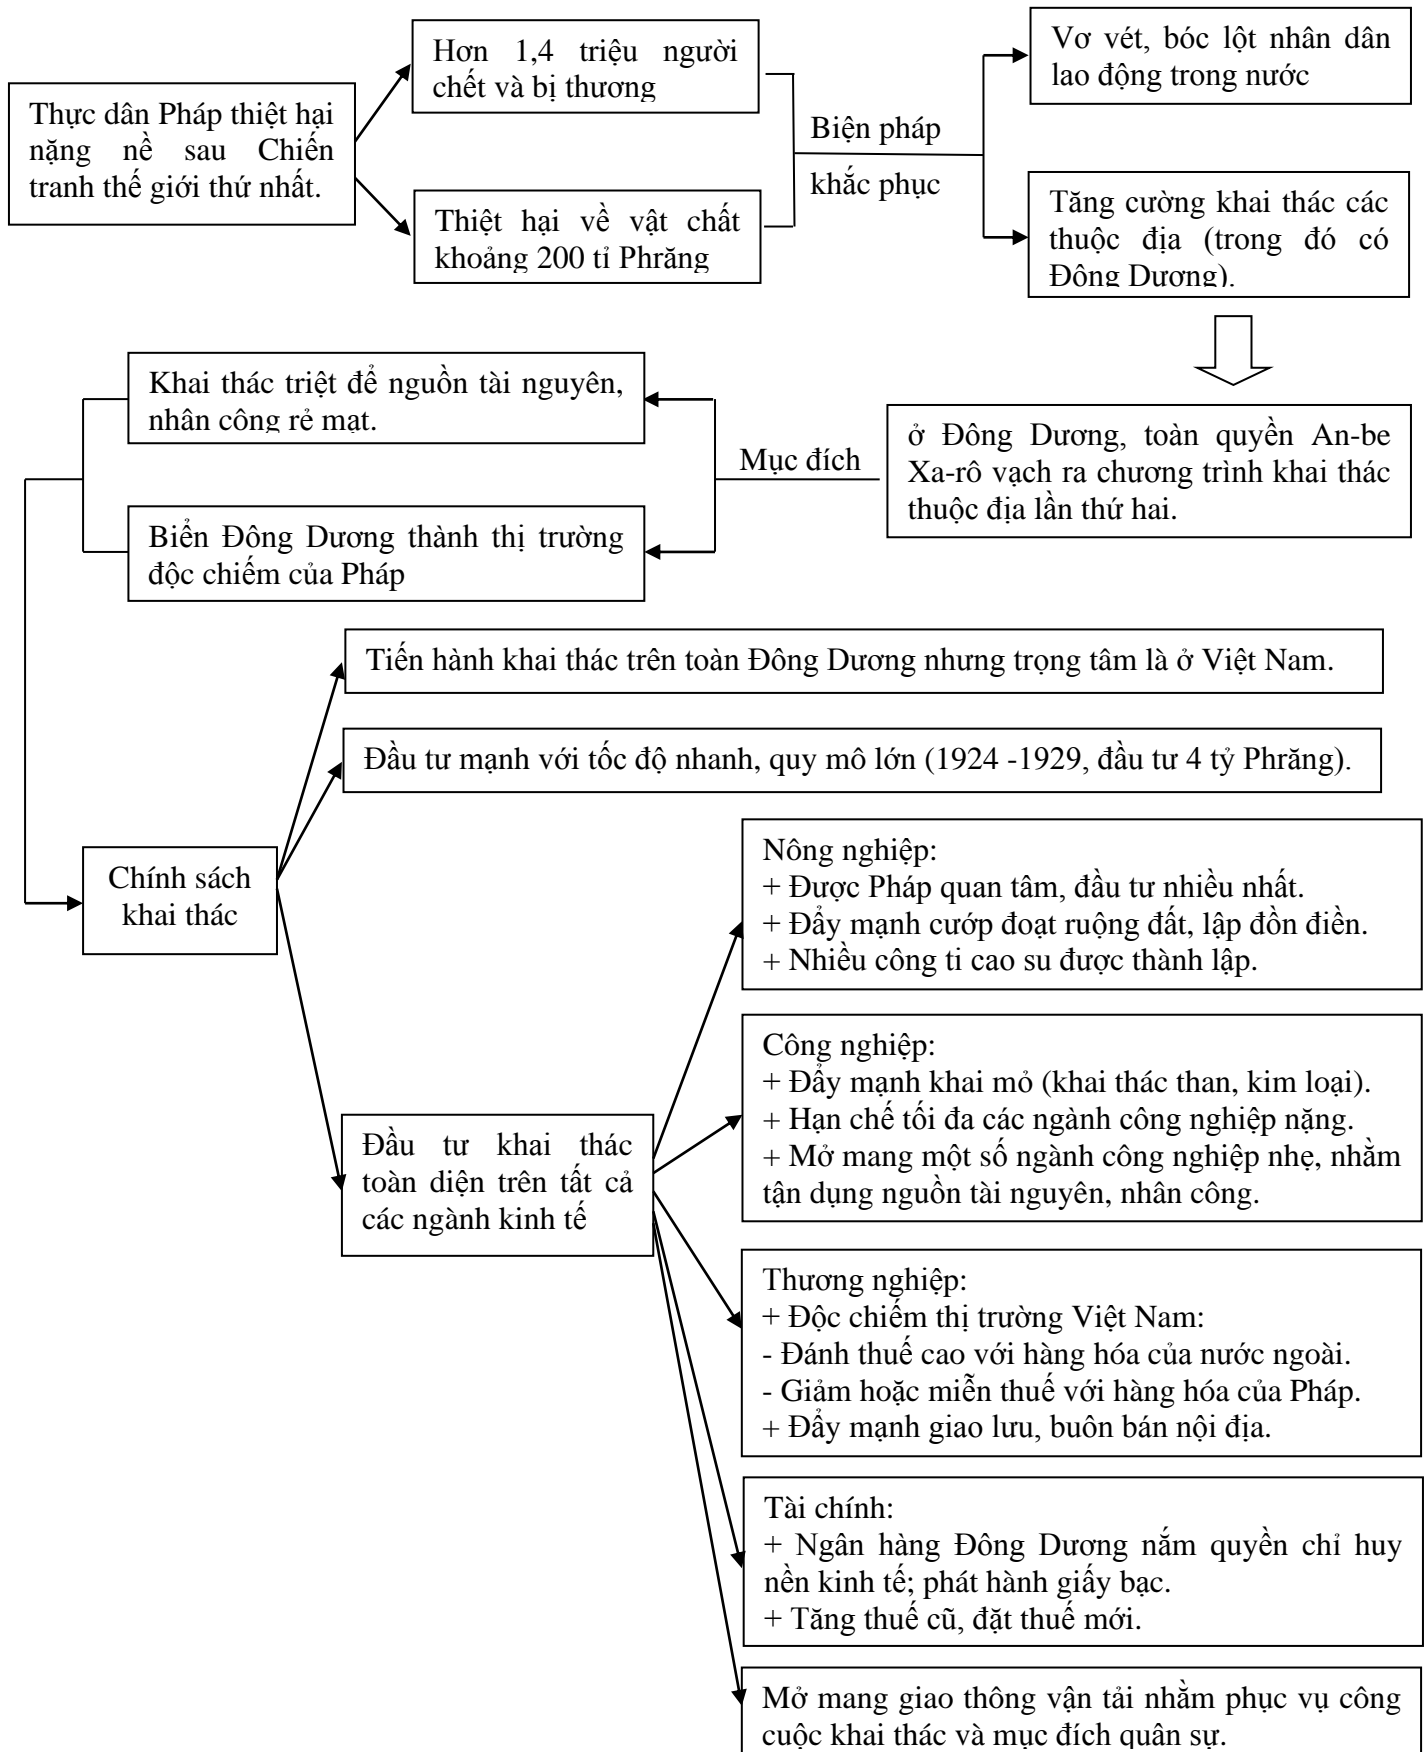 Thực dân Pháp thiệt hại
nặng nề sau Chiến
tranh thế giới thứ nhất.
Hơn 1,4 triệu người
chết và bị thương
Thiệt hại về vật chất
khoảng 200 tỉ Phrăng
Biện pháp
khắc phục
Vơ vét, bóc lột nhân dân
lao động trong nước
Tăng cường khai thác các
thuộc địa (trong đó có
Đông Dương).
ở Đông Dương, toàn quyền An-be
Xa-rô vạch ra chương trình khai thác
thuộc địa lần thứ hai.
Mục đích
Khai thác triệt để nguồn tài nguyên,
nhân công rẻ mạt.
Biển Đông Dương thành thị trường
độc chiếm của Pháp
Chính sách
khai thác
Tiến hành khai thác trên toàn Đông Dương nhưng trọng tâm là ở Việt Nam.
Đầu tư mạnh với tốc độ nhanh, quy mô lớn (1924 -1929, đầu tư 4 tỷ Phrăng).
Đầu tư khai thác
toàn diện trên tất cả
các ngành kinh tế
Nông nghiệp:
+ Được Pháp quan tâm, đầu tư nhiều nhất.
+ Đẩy mạnh cướp đoạt ruộng đất, lập đồn điền.
+ Nhiều công ti cao su được thành lập.
Công nghiệp:
+ Đẩy mạnh khai mỏ (khai thác than, kim loại).
+ Hạn chế tối đa các ngành công nghiệp nặng.
+ Mở mang một số ngành công nghiệp nhẹ, nhằm
tận dụng nguồn tài nguyên, nhân công.
Thương nghiệp:
+ Độc chiếm thị trường Việt Nam:
- Đánh thuế cao với hàng hóa của nước ngoài.
- Giảm hoặc miễn thuế với hàng hóa của Pháp.
+ Đẩy mạnh giao lưu, buôn bán nội địa.
Tài chính:
+ Ngân hàng Đông Dương nắm quyền chỉ huy
nền kinh tế; phát hành giấy bạc.
+ Tăng thuế cũ, đặt thuế mới.
Mở mang giao thông vận tải nhằm phục vụ công
cuộc khai thác và mục đích quân sự.